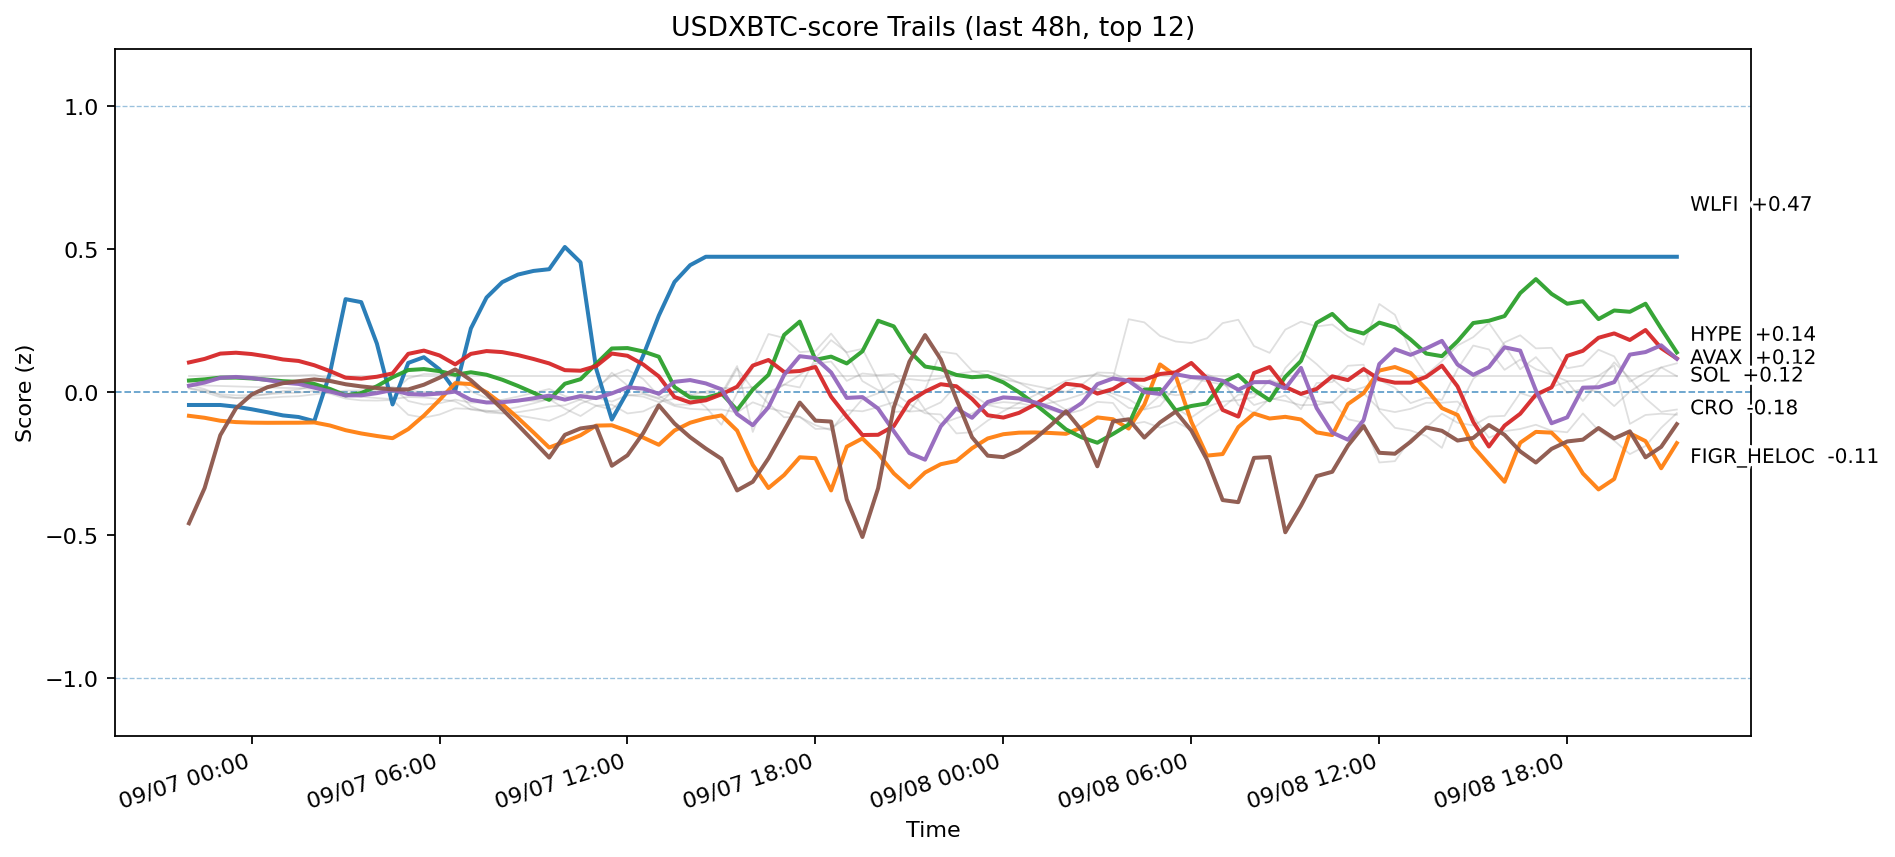 USDXBTC-score Trails (last 48h, top 12)
Score (z)
1.0
0.5
0.0
−0.5
−1.0
WLFI +0.47
HYPE +0.14
AVAX +0.12
SOL +0.12
CRO -0.18
FIGR_HELOC -0.11
09/07 00:00
09/07 06:00
09/07 12:00
09/07 18:00
09/08 00:00
09/08 06:00
09/08 12:00
09/08 18:00
Time